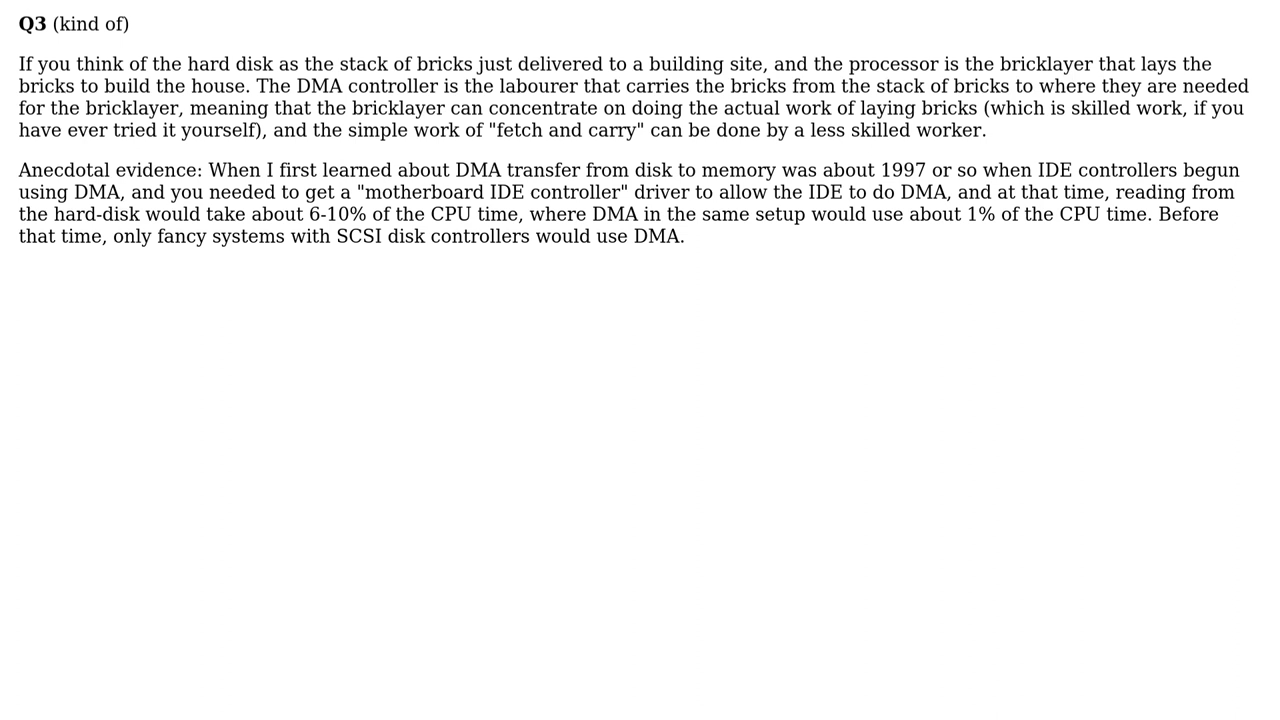 Q3 (kind of)
If you think of the hard disk as the stack of bricks just delivered to a building site, and the processor is the bricklayer that lays the
bricks to build the house. The DMA controller is the labourer that carries the bricks from the stack of bricks to where they are needed
for the bricklayer, meaning that the bricklayer can concentrate on doing the actual work of laying bricks (which is skilled work, if you
have ever tried it yourself), and the simple work of "fetch and carry" can be done by a less skilled worker.
Anecdotal evidence: When I first learned about DMA transfer from disk to memory was about 1997 or so when IDE controllers begun
using DMA, and you needed to get a "motherboard IDE controller" driver to allow the IDE to do DMA, and at that time, reading from
the hard-disk would take about 6-10% of the CPU time, where DMA in the same setup would use about 1% of the CPU time. Before
that time, only fancy systems with SCSI disk controllers would use DMA.